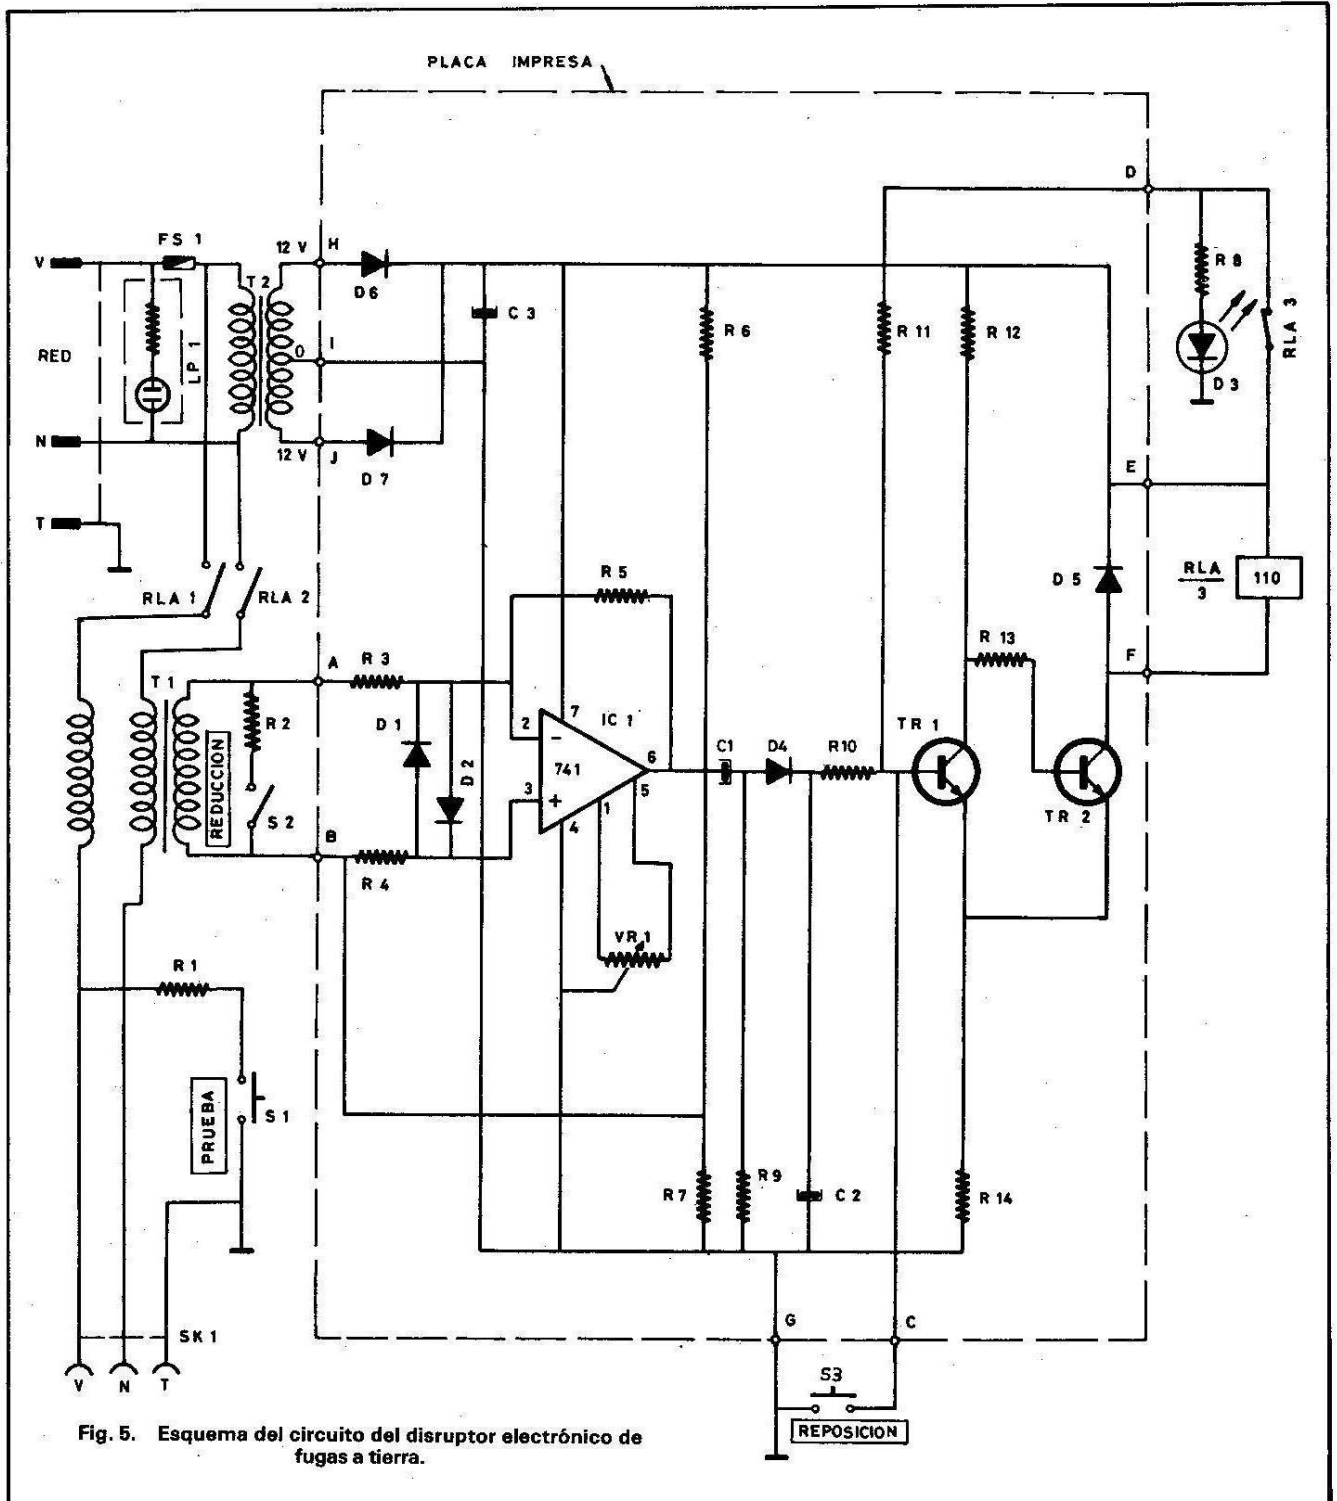 PLACA IMPRESA
D
FS 1
12 V
H
V
T 2
D6
C 3
R 6
R 11
R 12
R 8
RLA 3
D 3
RED
LP 1
0
I
N
12 V
J
D 7
E
T
R 5
D 5
RLA
3
110
RLA 1
RLA 2
R 13
F
A
R 3
T 1
R 2
D 1
D 2
2
7
IC 1
TR 1
REDUCCION
741
6
C1
D4
R10
3
1
5
S 2
4
TR 2
B
R 4
VR 1
R 1
PRUEBA
S 1
R 7
R 9
C 2
R 14
SK 1
G
C
V
N
T
S3
REPOSICION
Fig. 5. Esquema del circuito del disruptor electrónico de
fugas a tierra.